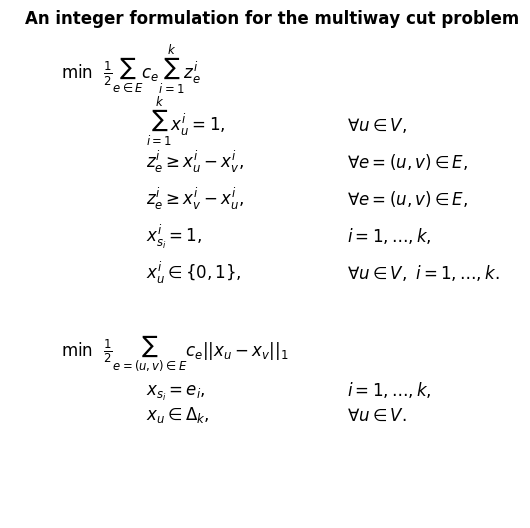 An integer formulation for the multiway cut problem
min $\frac{1}{2}\sum_{e \in E} c_e \sum_{i=1}^{k} z_e^i$
$\sum_{i=1}^{k} x_u^i = 1,$ $\forall u \in V,$
$z_e^i \geq x_u^i - x_v^i,$ $\forall e = (u, v) \in E,$
$z_e^i \geq x_v^i - x_u^i,$ $\forall e = (u, v) \in E,$
$x_{s_i}^i = 1,$ $i = 1, \ldots, k,$
$x_u^i \in \{0, 1\},$ $\forall u \in V,\ i = 1, \ldots, k.$
min $\frac{1}{2}\sum_{e=(u,v) \in E} c_e ||x_u - x_v||_1$
$x_{s_i} = e_i,$ $i = 1, \ldots, k,$
$x_u \in \Delta_k,$ $\forall u \in V.$